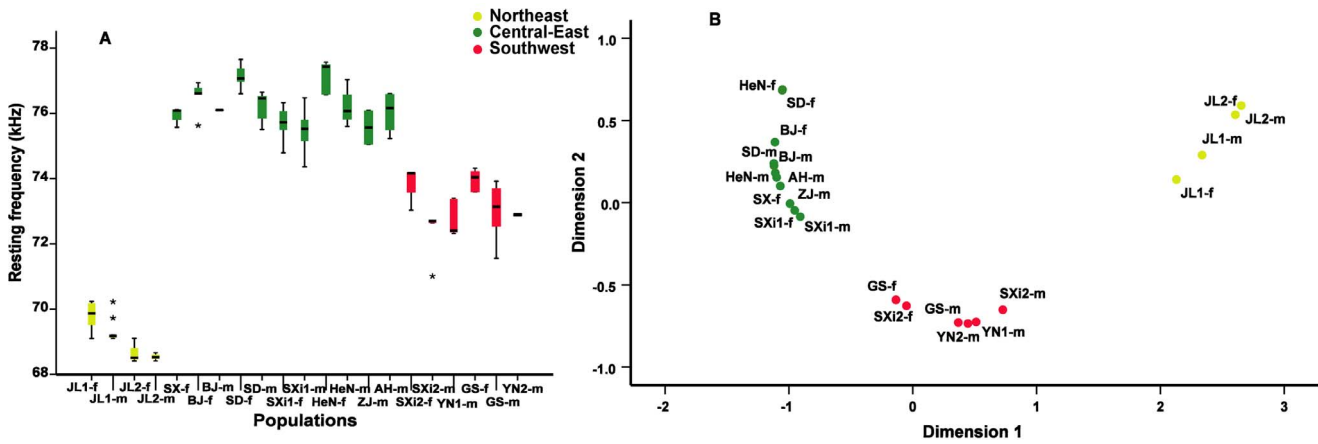 A
Northeast
Central-East
Southwest
Resting frequency (kHz)
78
76
74
72
70
68
JL1-f
JL1-m
JL2-f
JL2-m
SX-f
BJ-f
BJ-m
SD-f
SD-m
SXi1-f
SXi1-m
HeN-f
HeN-m
ZJ-m
AH-m
SXi2-f
SXi2-m
YN1-m
GS-f
GS-m
YN2-m
Populations
B
Dimension 2
1.0
0.5
0.0
-0.5
-1.0
HeN-f
SD-f
BJ-f
SD-m
BJ-m
HeN-m
AH-m
SX-f
ZJ-m
SXi1-f
SXi1-m
JL2-f
JL2-m
JL1-m
JL1-f
GS-f
SXi2-f
GS-m
SXi2-m
YN2-m
YN1-m
-2
-1
0
1
2
3
Dimension 1